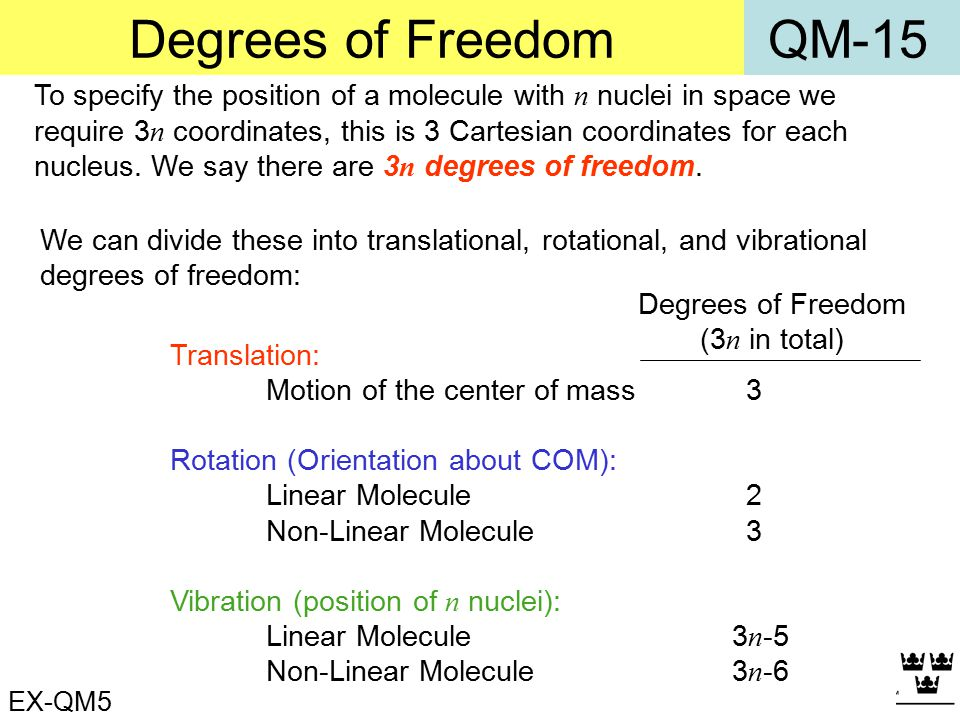 Degrees of Freedom
QM-15
To specify the position of a molecule with n nuclei in space we
require 3n coordinates, this is 3 Cartesian coordinates for each
nucleus. We say there are 3n degrees of freedom.
We can divide these into translational, rotational, and vibrational
degrees of freedom:
Degrees of Freedom
(3n in total)
Translation:
Motion of the center of mass 3
Rotation (Orientation about COM):
Linear Molecule 2
Non-Linear Molecule 3
Vibration (position of n nuclei):
Linear Molecule 3n-5
Non-Linear Molecule 3n-6
EX-QM5